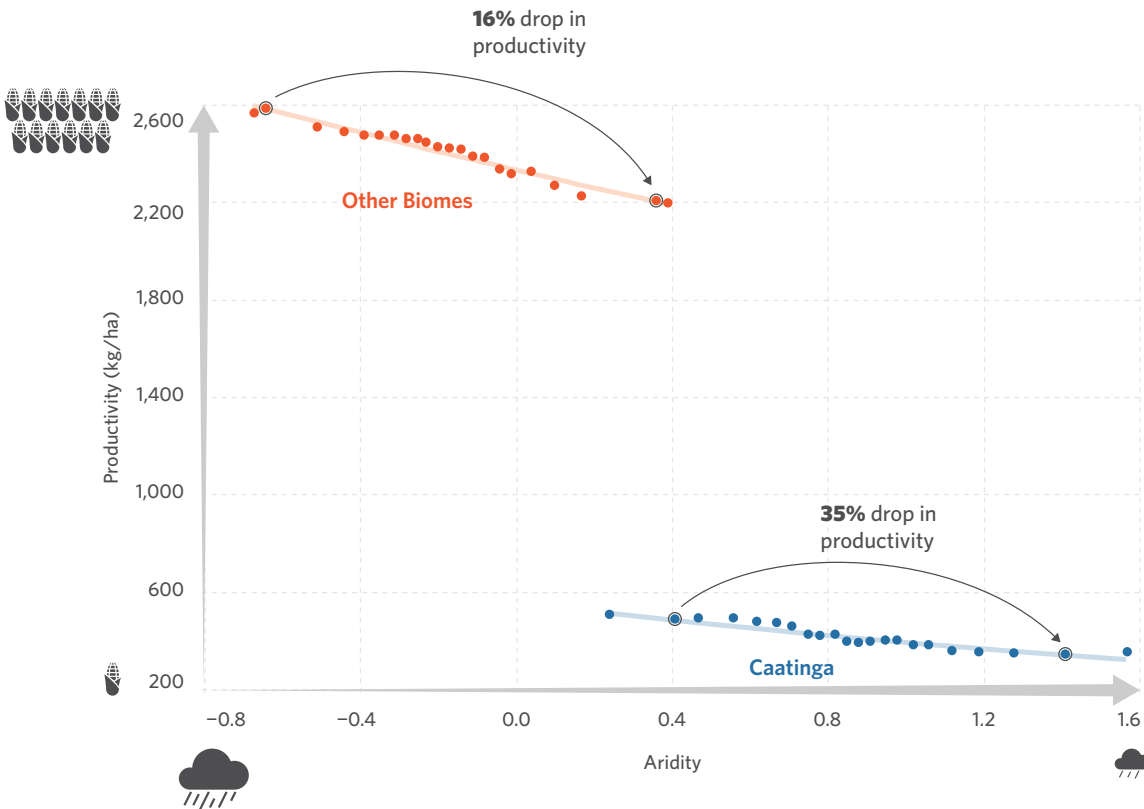 16% drop in
productivity
2,600
2,200
1,800
1,400
1,000
600
200
Productivity (kg/ha)
Other Biomes
35% drop in
productivity
Caatinga
−0.8
−0.4
0.0
0.4
0.8
1.2
1.6
Aridity